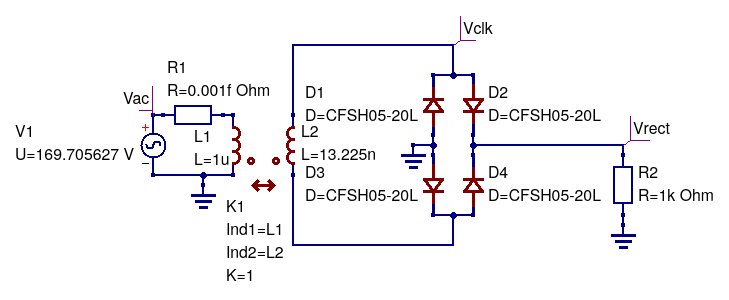 Vclk
R1
R=0.001f Ohm
Vac
D1
D=CFSH05-20L
D2
D=CFSH05-20L
V1
U=169.705627 V
+
-
L1
L=1u
L2
L=13.225n
Vrect
D3
D=CFSH05-20L
D4
D=CFSH05-20L
R2
R=1k Ohm
K1
Ind1=L1
Ind2=L2
K=1